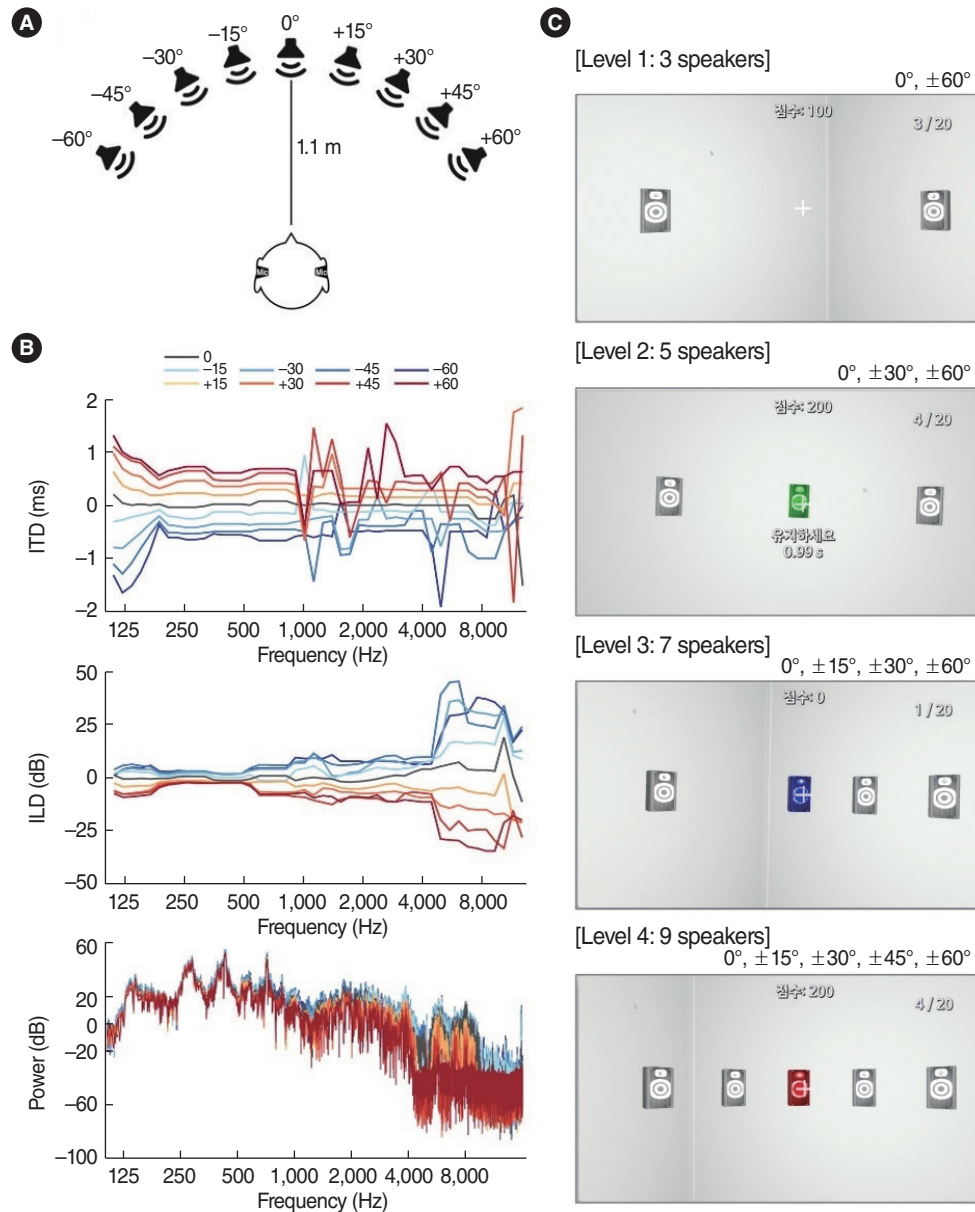 A
0°
−15°
+15°
−30°
+30°
−45°
+45°
−60°
+60°
1.1 m
Mic
Mic
B
0
−15
−30
−45
−60
+15
+30
+45
+60
2
1
0
−1
−2
ITD (ms)
125 250 500 1,000 2,000 4,000 8,000
Frequency (Hz)
50
25
0
−25
−50
ILD (dB)
125 250 500 1,000 2,000 4,000 8,000
Frequency (Hz)
60
20
0
−20
−60
−100
Power (dB)
125 250 500 1,000 2,000 4,000 8,000
Frequency (Hz)
C
[Level 1: 3 speakers]
0°, ±60°
점수: 100
3 / 20
[Level 2: 5 speakers]
0°, ±30°, ±60°
점수: 200
4 / 20
유지하세요
0.99 s
[Level 3: 7 speakers]
0°, ±15°, ±30°, ±60°
점수: 0
1 / 20
[Level 4: 9 speakers]
0°, ±15°, ±30°, ±45°, ±60°
점수: 200
4 / 20